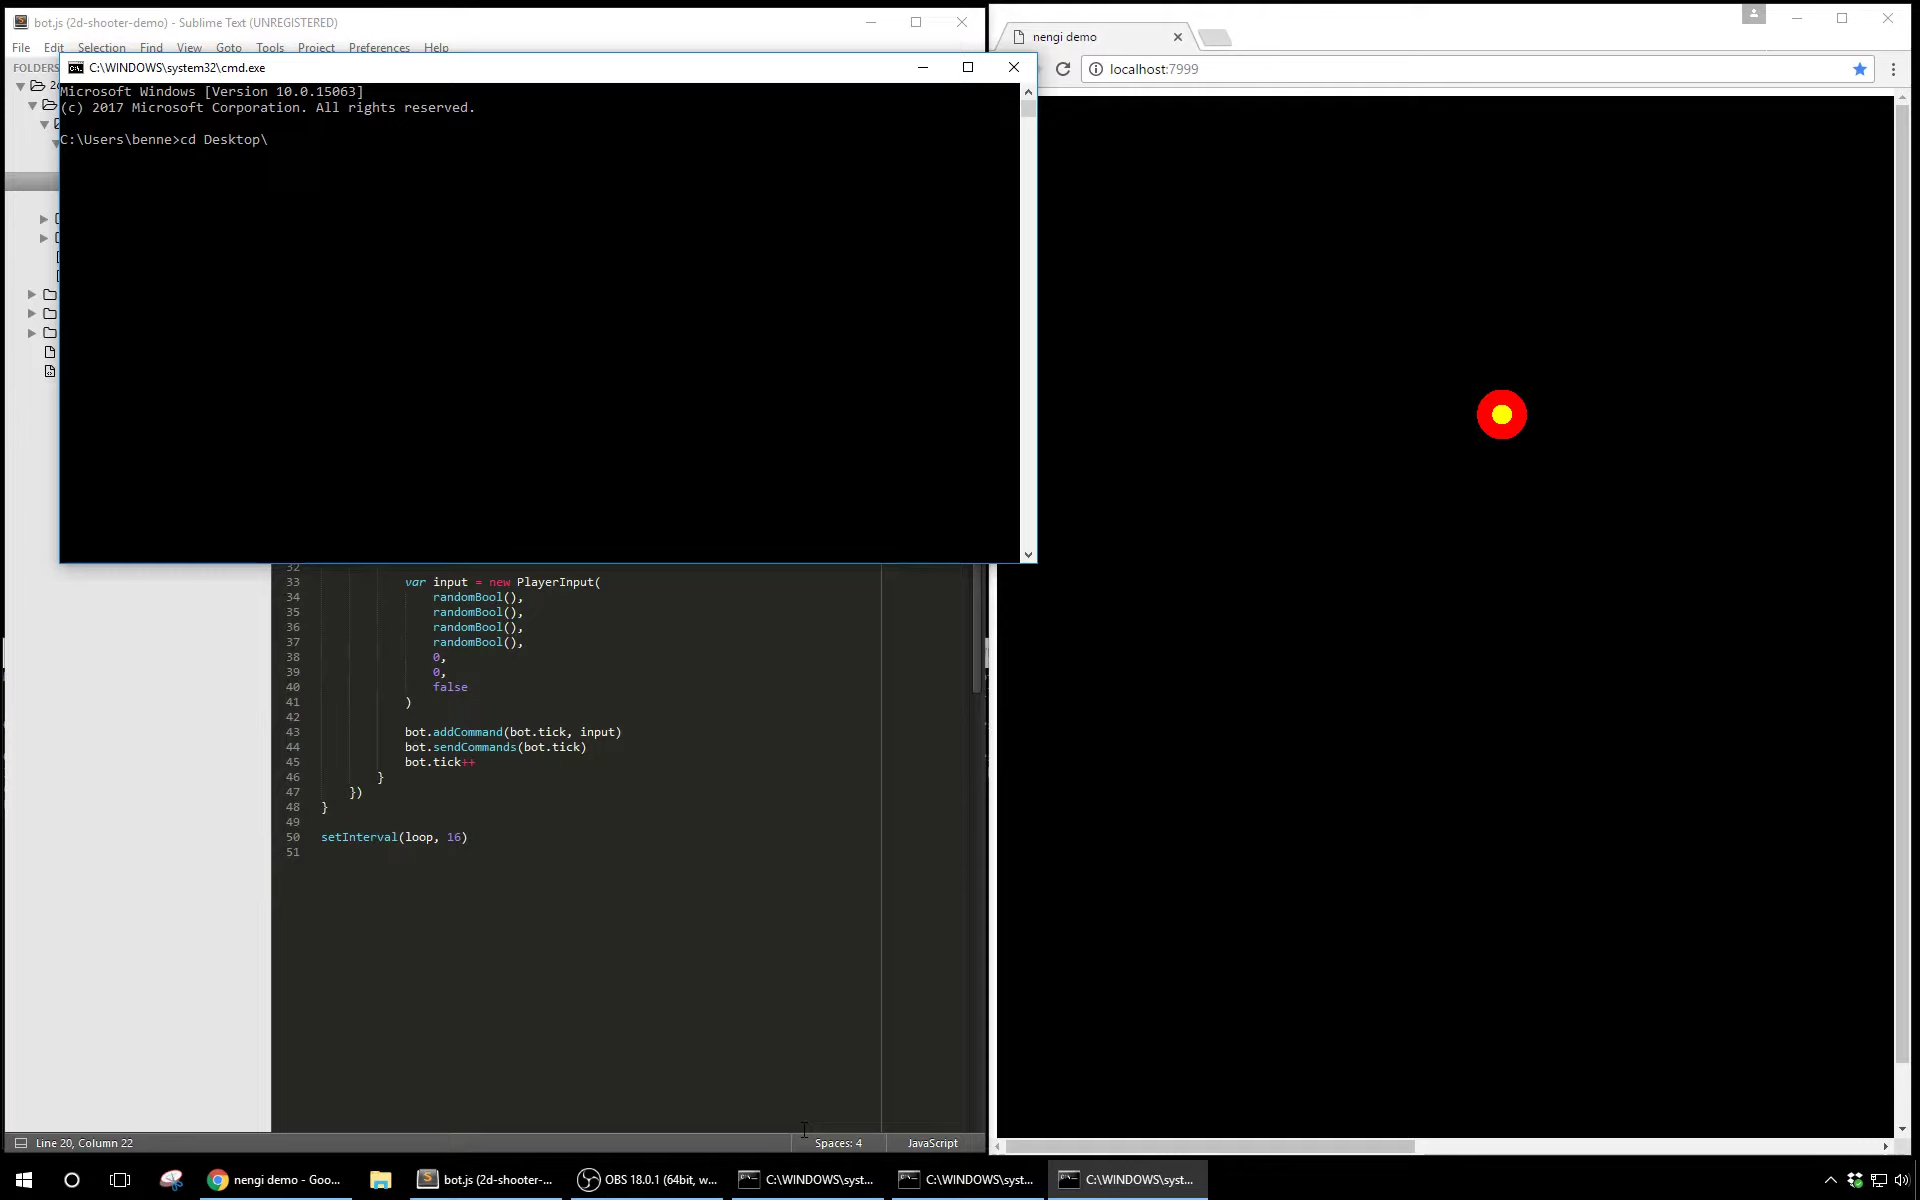 bot.js (2d-shooter-demo) - Sublime Text (UNREGISTERED)
File Edit Selection Find View Goto Tools Project Preferences Help
FOLDERS
C:\WINDOWS\system32\cmd.exe
Microsoft Windows [Version 10.0.15063]
(c) 2017 Microsoft Corporation. All rights reserved.
C:\Users\benne>cd Desktop\
nengi demo
localhost:7999
32
33 var input = new PlayerInput(
34 randomBool(),
35 randomBool(),
36 randomBool(),
37 randomBool(),
38 0,
39 0,
40 false
41 )
42
43 bot.addCommand(bot.tick, input)
44 bot.sendCommands(bot.tick)
45 bot.tick++
46 }
47 })
48 }
49
50 setInterval(loop, 16)
51
Line 20, Column 22 Spaces: 4 JavaScript
nengi demo - Goo... bot.js (2d-shooter-... OBS 18.0.1 (64bit, w... C:\WINDOWS\syst... C:\WINDOWS\syst... C:\WINDOWS\syst...